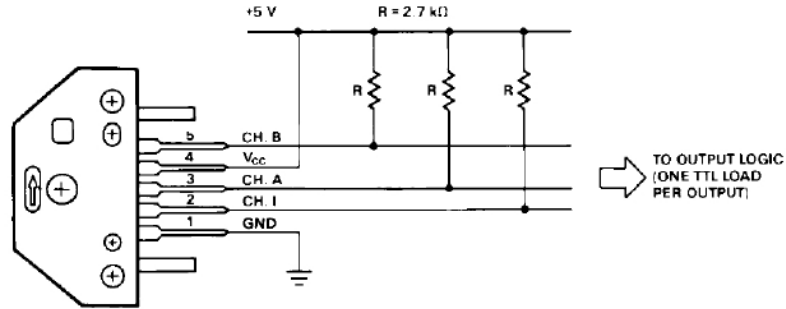 +5 V
R = 2.7 kΩ
R
R
R
5
CH. B
4
VCC
3
CH. A
2
CH. I
1
GND
TO OUTPUT LOGIC
(ONE TTL LOAD
PER OUTPUT)